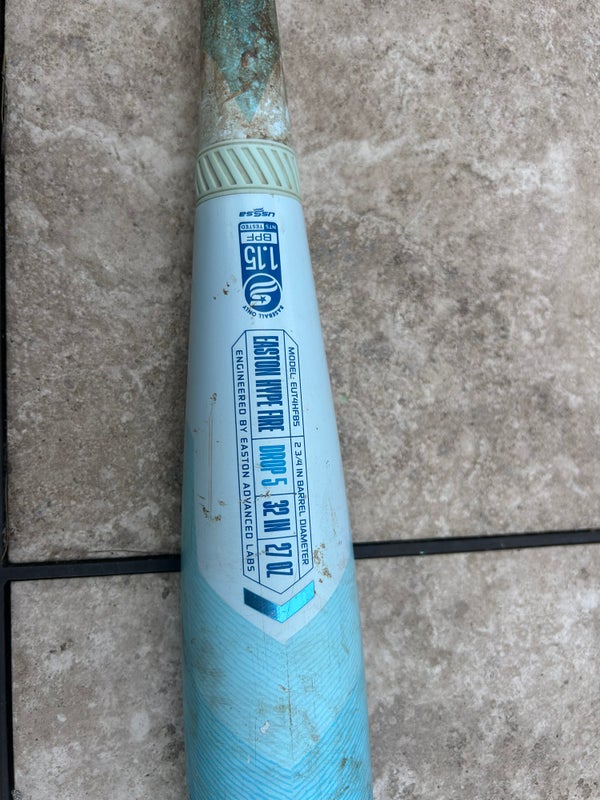 USSSA
NTS TESTED
BPF
1.15
BASEBALL ONLY
MODEL: EUT4HFB5 2 3/4 IN BARREL DIAMETER
EASTON HYPE FIRE DROP 5 32 IN 27 OZ
ENGINEERED BY EASTON ADVANCED LABS